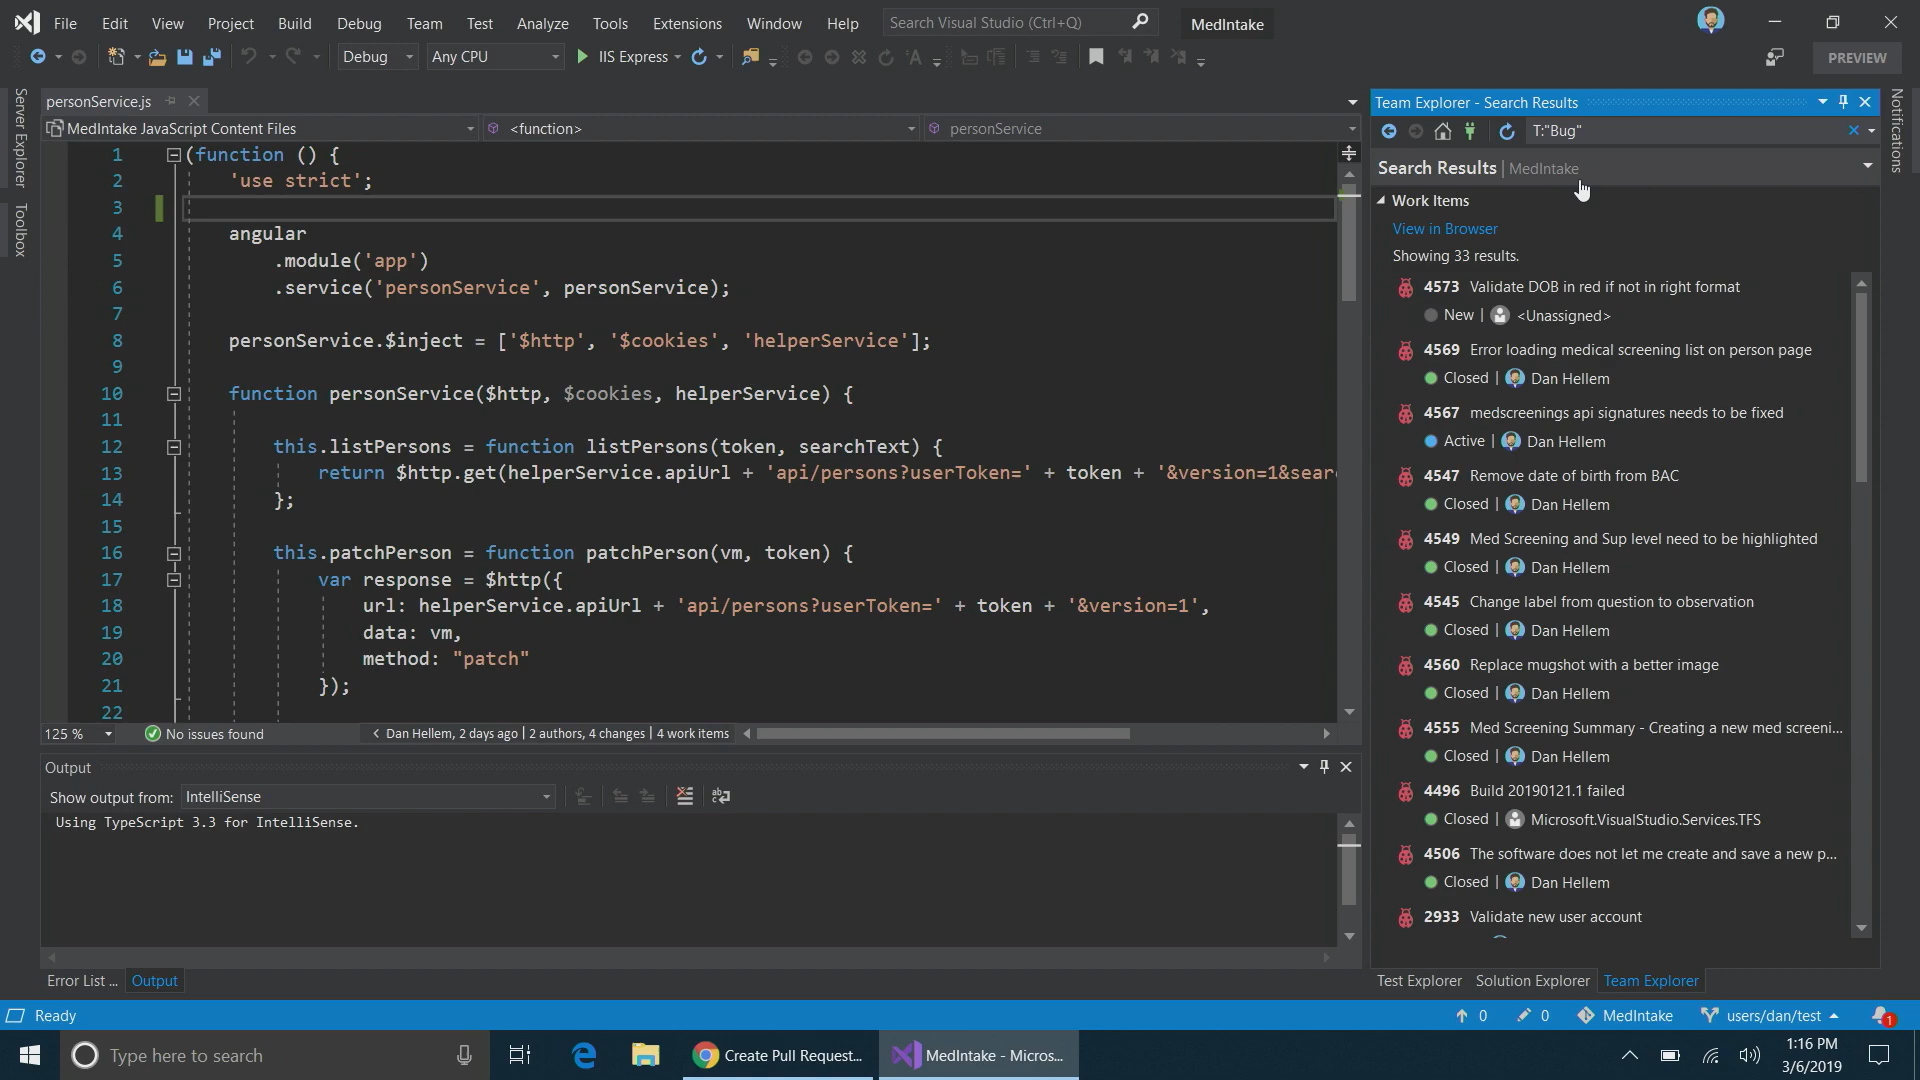 File Edit View Project Build Debug Team Test Analyze Tools Extensions Window Help Search Visual Studio (Ctrl+Q) MedIntake
Debug Any CPU IIS Express PREVIEW
Server Explorer
Toolbox
personService.js
MedIntake JavaScript Content Files <function> personService
1 (function () {
2 'use strict';
3
4 angular
5 .module('app')
6 .service('personService', personService);
7
8 personService.$inject = ['$http', '$cookies', 'helperService'];
9
10 function personService($http, $cookies, helperService) {
11
12 this.listPersons = function listPersons(token, searchText) {
13 return $http.get(helperService.apiUrl + 'api/persons?userToken=' + token + '&version=1&sear
14 };
15
16 this.patchPerson = function patchPerson(vm, token) {
17 var response = $http({
18 url: helperService.apiUrl + 'api/persons?userToken=' + token + '&version=1',
19 data: vm,
20 method: "patch"
21 });
22
125 % No issues found Dan Hellem, 2 days ago | 2 authors, 4 changes | 4 work items
Output
Show output from: IntelliSense
Using TypeScript 3.3 for IntelliSense.
Error List ... Output
Team Explorer - Search Results
T:"Bug"
Search Results | MedIntake
Work Items
View in Browser
Showing 33 results.
4573 Validate DOB in red if not in right format
New | <Unassigned>
4569 Error loading medical screening list on person page
Closed | Dan Hellem
4567 medscreenings api signatures needs to be fixed
Active | Dan Hellem
4547 Remove date of birth from BAC
Closed | Dan Hellem
4549 Med Screening and Sup level need to be highlighted
Closed | Dan Hellem
4545 Change label from question to observation
Closed | Dan Hellem
4560 Replace mugshot with a better image
Closed | Dan Hellem
4555 Med Screening Summary - Creating a new med screeni...
Closed | Dan Hellem
4496 Build 20190121.1 failed
Closed | Microsoft.VisualStudio.Services.TFS
4506 The software does not let me create and save a new p...
Closed | Dan Hellem
2933 Validate new user account
Test Explorer Solution Explorer Team Explorer
Notifications
Ready 0 0 MedIntake users/dan/test 1
Type here to search Create Pull Request... MedIntake - Micros... 1:16 PM
3/6/2019